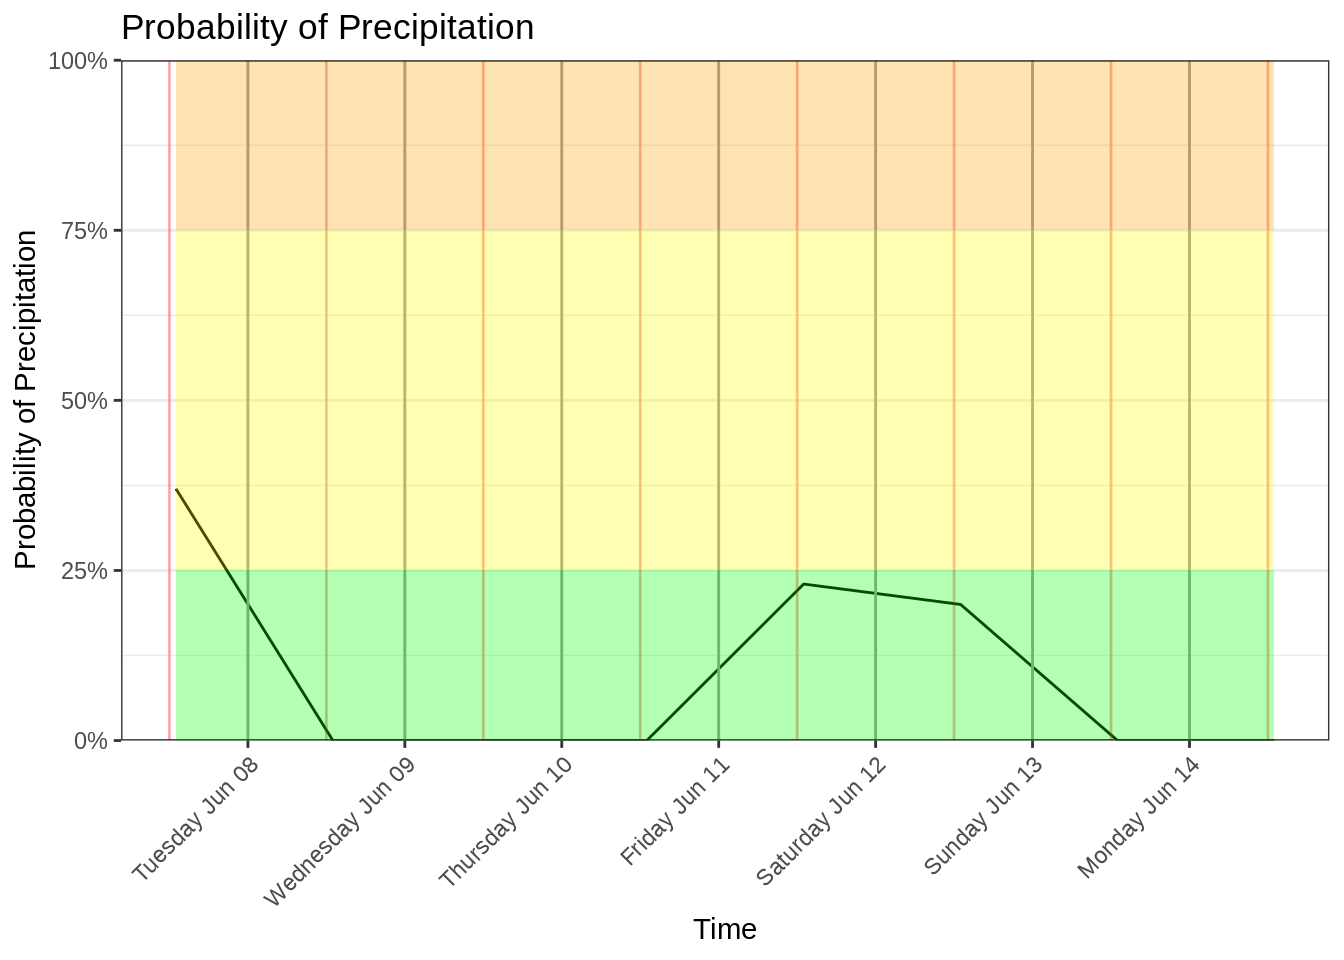 Probability of Precipitation
Probability of Precipitation
100%
75%
50%
25%
0%
Tuesday Jun 08
Wednesday Jun 09
Thursday Jun 10
Friday Jun 11
Saturday Jun 12
Sunday Jun 13
Monday Jun 14
Time